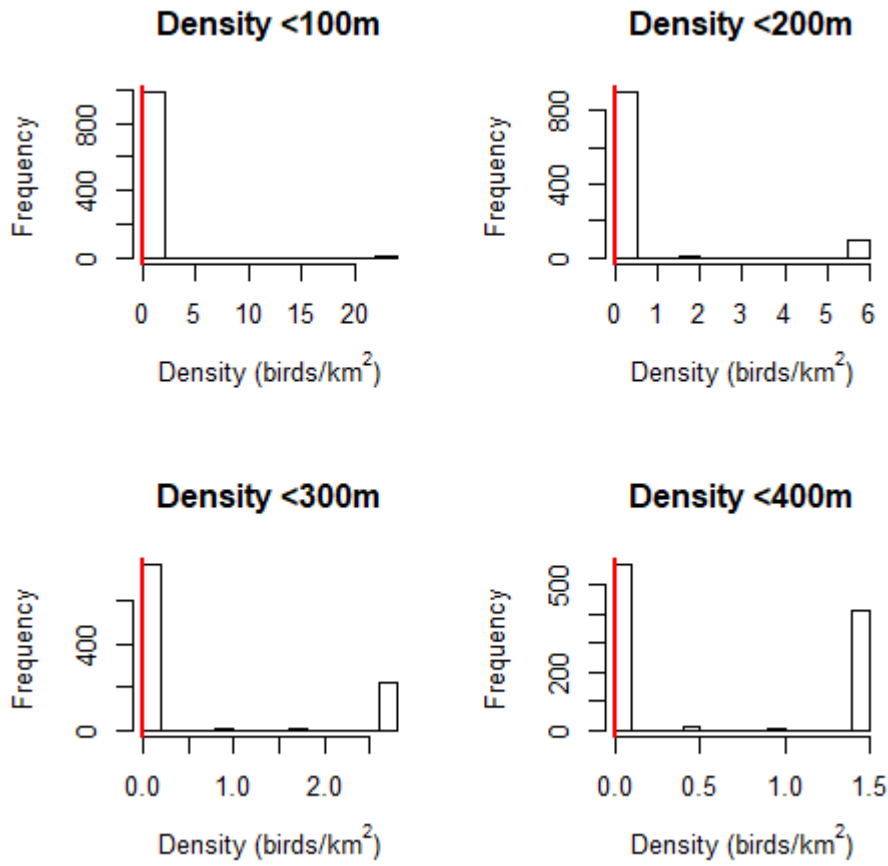 Density <100m
Frequency
0 400 800
0 5 10 15 20
Density (birds/km²)
Density <200m
Frequency
0 400 800
0 1 2 3 4 5 6
Density (birds/km²)
Density <300m
Frequency
0 400
0.0 1.0 2.0
Density (birds/km²)
Density <400m
Frequency
0 200 500
0.0 0.5 1.0 1.5
Density (birds/km²)